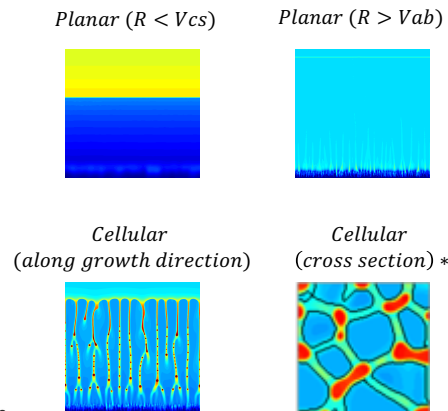 Planar (R < Vcs)
Planar (R > Vab)
Cellular
(along growth direction)
Cellular
(cross section) *